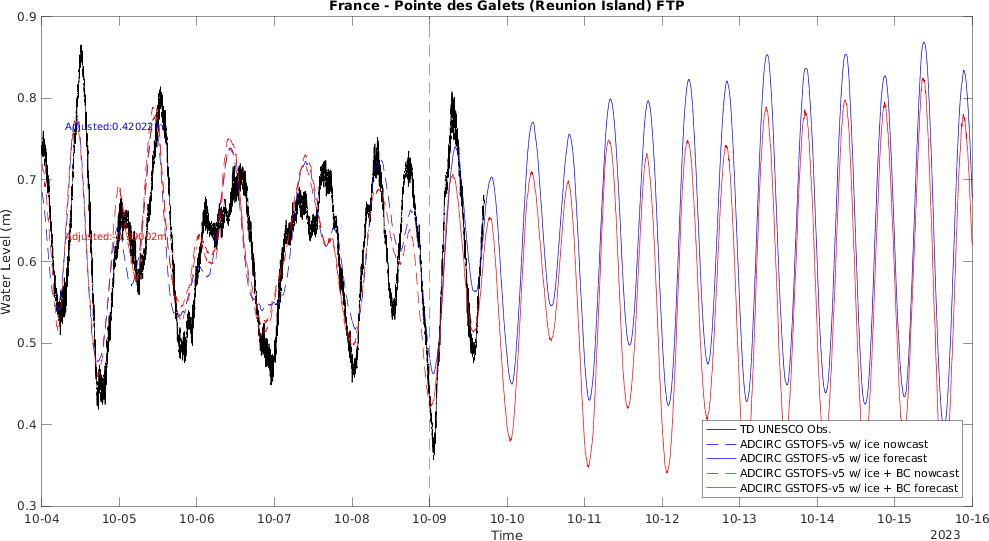 France - Pointe des Galets (Reunion Island) FTP
0.9
0.8
0.7
0.6
0.5
0.4
0.3
Water Level (m)
Adjusted:0.42022m
TD UNESCO Obs.
ADCIRC GSTOFS-v5 w/ ice nowcast
ADCIRC GSTOFS-v5 w/ ice forecast
ADCIRC GSTOFS-v5 w/ ice + BC nowcast
ADCIRC GSTOFS-v5 w/ ice + BC forecast
10-04 10-05 10-06 10-07 10-08 10-09 10-10 10-11 10-12 10-13 10-14 10-15 10-16
Time
2023